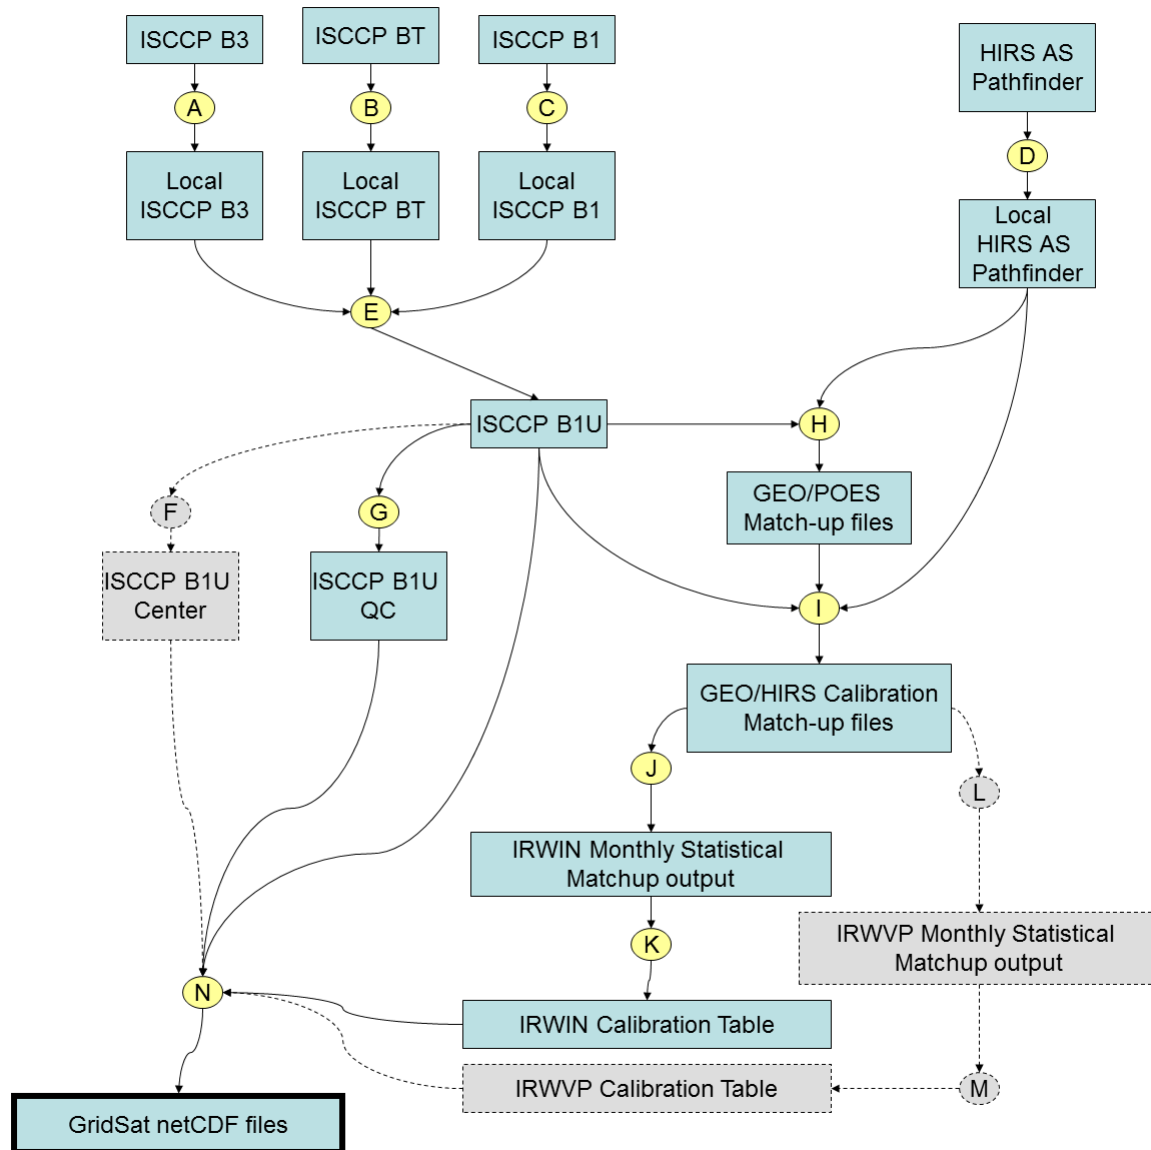 ISCCP B3
ISCCP BT
ISCCP B1
HIRS AS
Pathfinder
A
B
C
D
Local
ISCCP B3
Local
ISCCP BT
Local
ISCCP B1
Local
HIRS AS
Pathfinder
E
ISCCP B1U
H
F
G
GEO/POES
Match-up files
ISCCP B1U
Center
ISCCP B1U
QC
I
GEO/HIRS Calibration
Match-up files
J
L
IRWIN Monthly Statistical
Matchup output
K
IRWVP Monthly Statistical
Matchup output
N
IRWIN Calibration Table
IRWVP Calibration Table
M
GridSat netCDF files